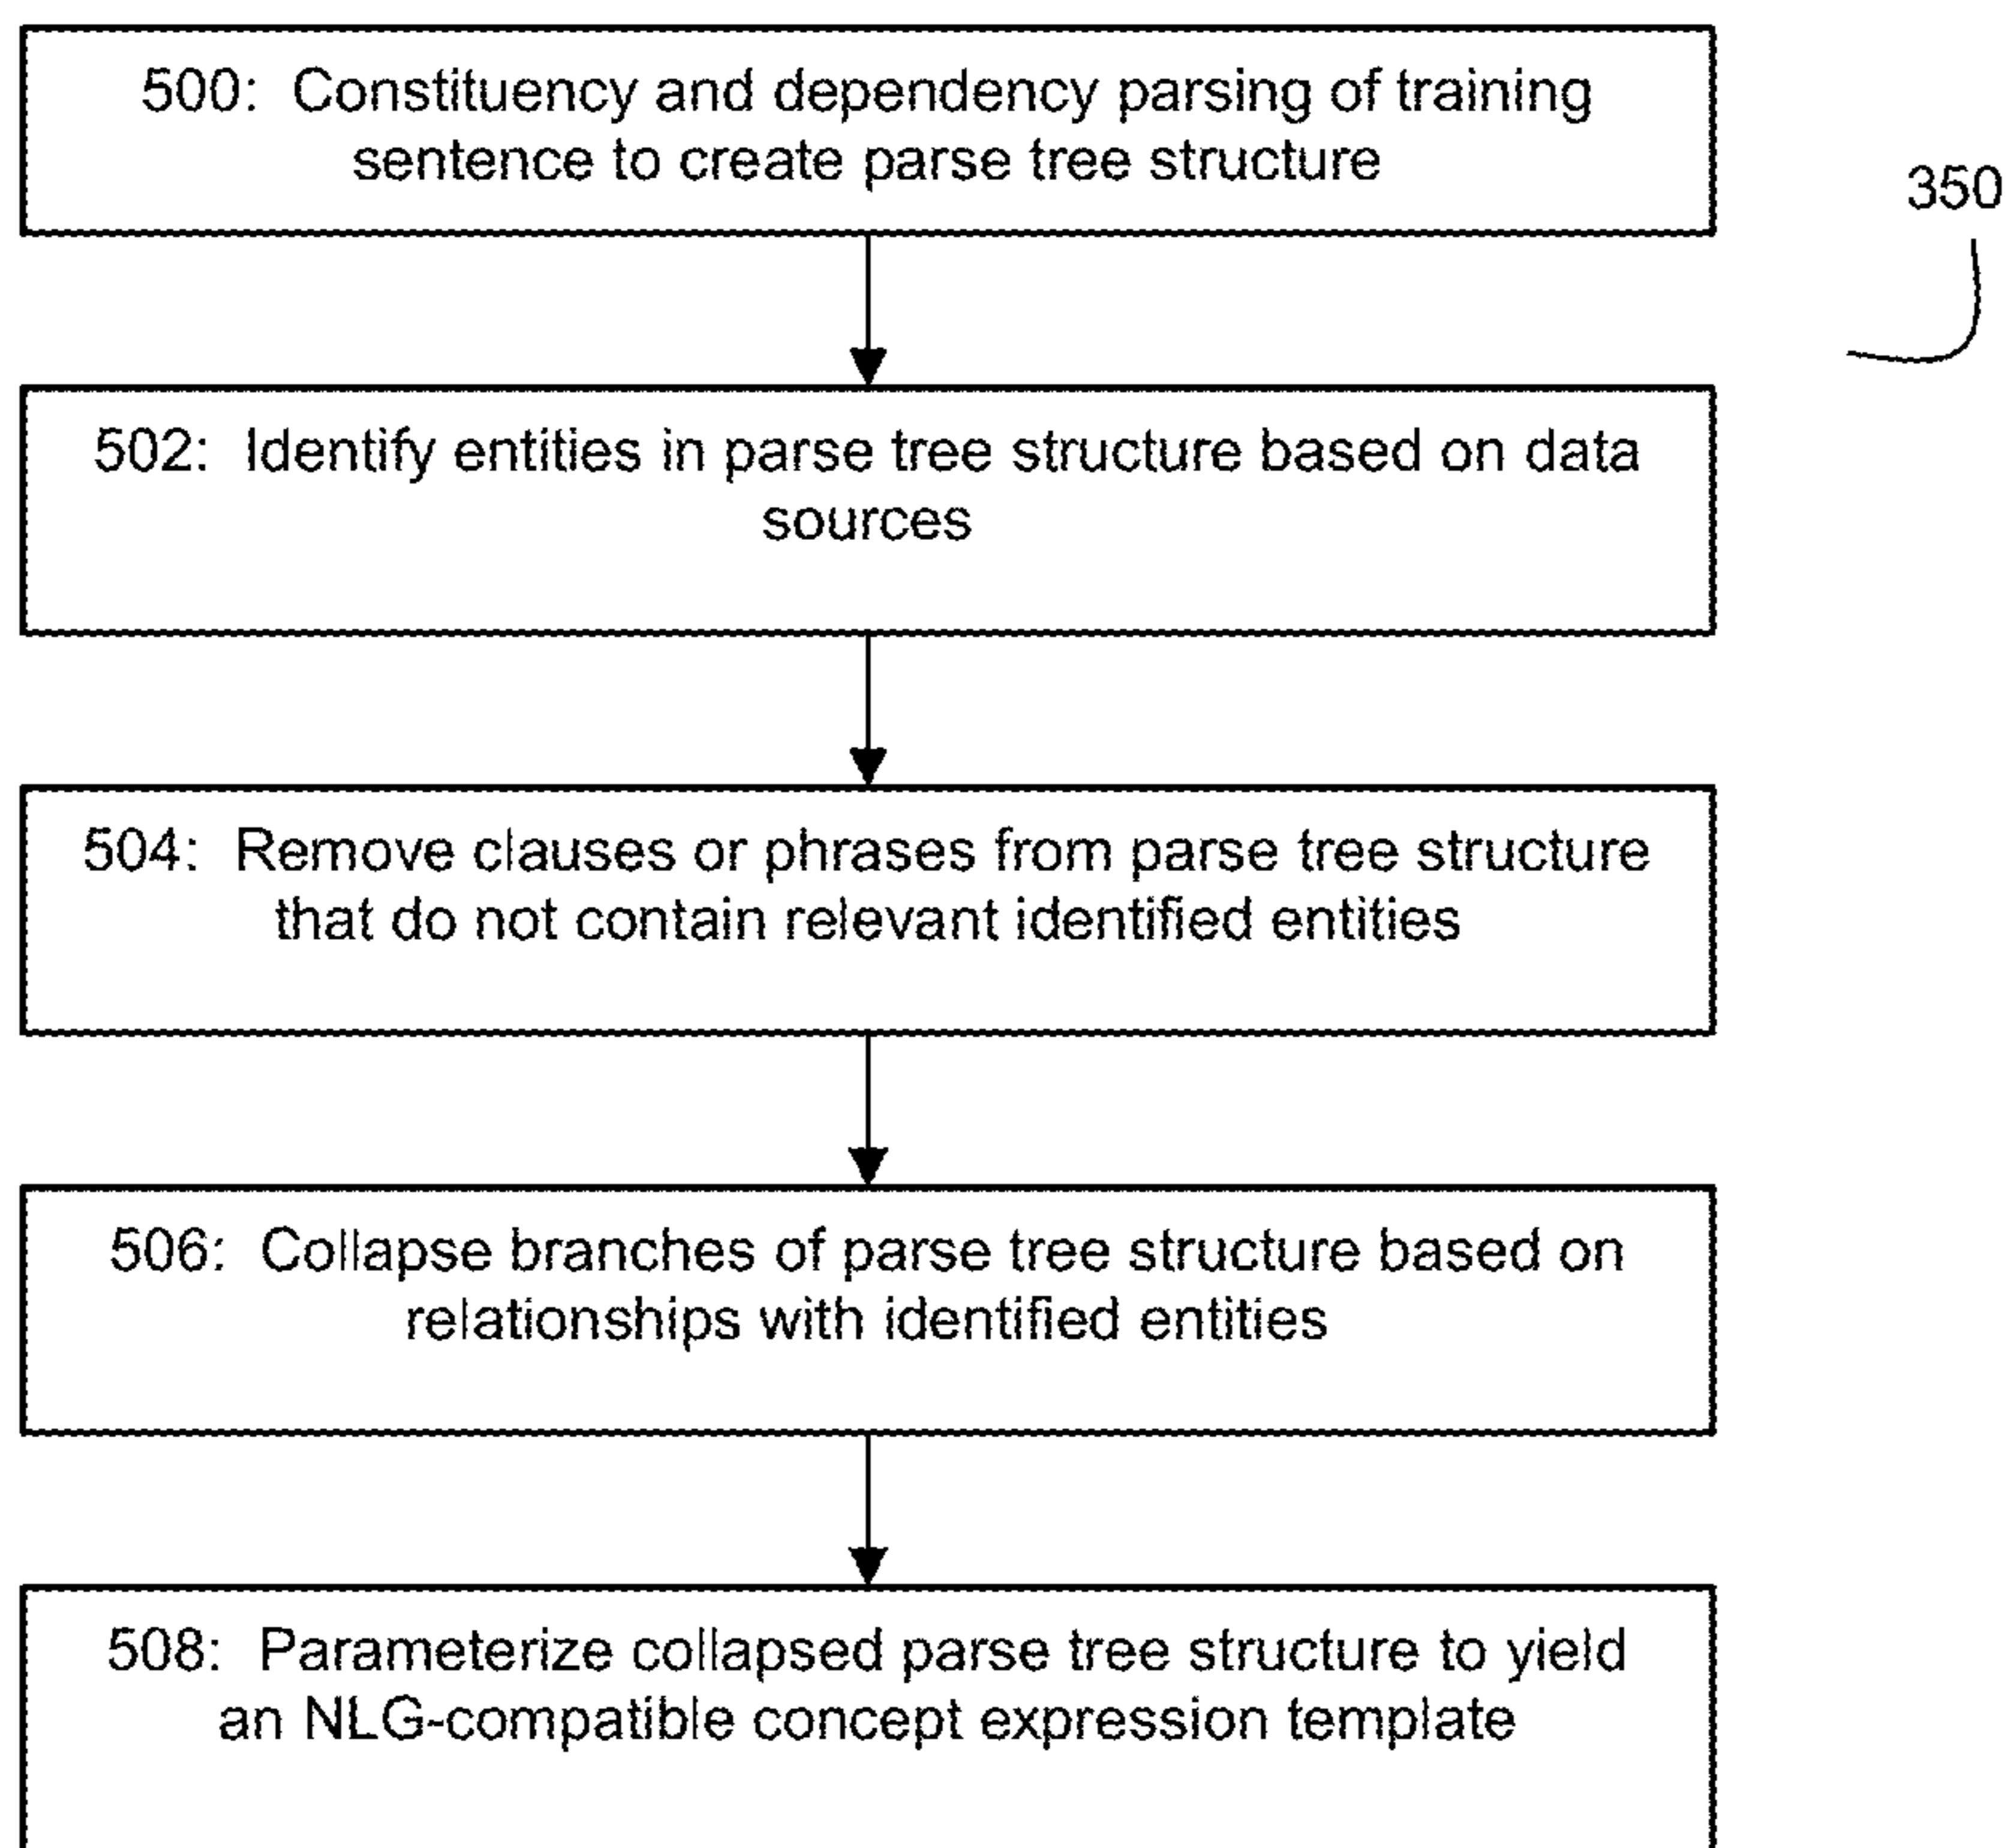 500: Constituency and dependency parsing of training
sentence to create parse tree structure
350
502: Identify entities in parse tree structure based on data
sources
504: Remove clauses or phrases from parse tree structure
that do not contain relevant identified entities
506: Collapse branches of parse tree structure based on
relationships with identified entities
508: Parameterize collapsed parse tree structure to yield
an NLG-compatible concept expression template